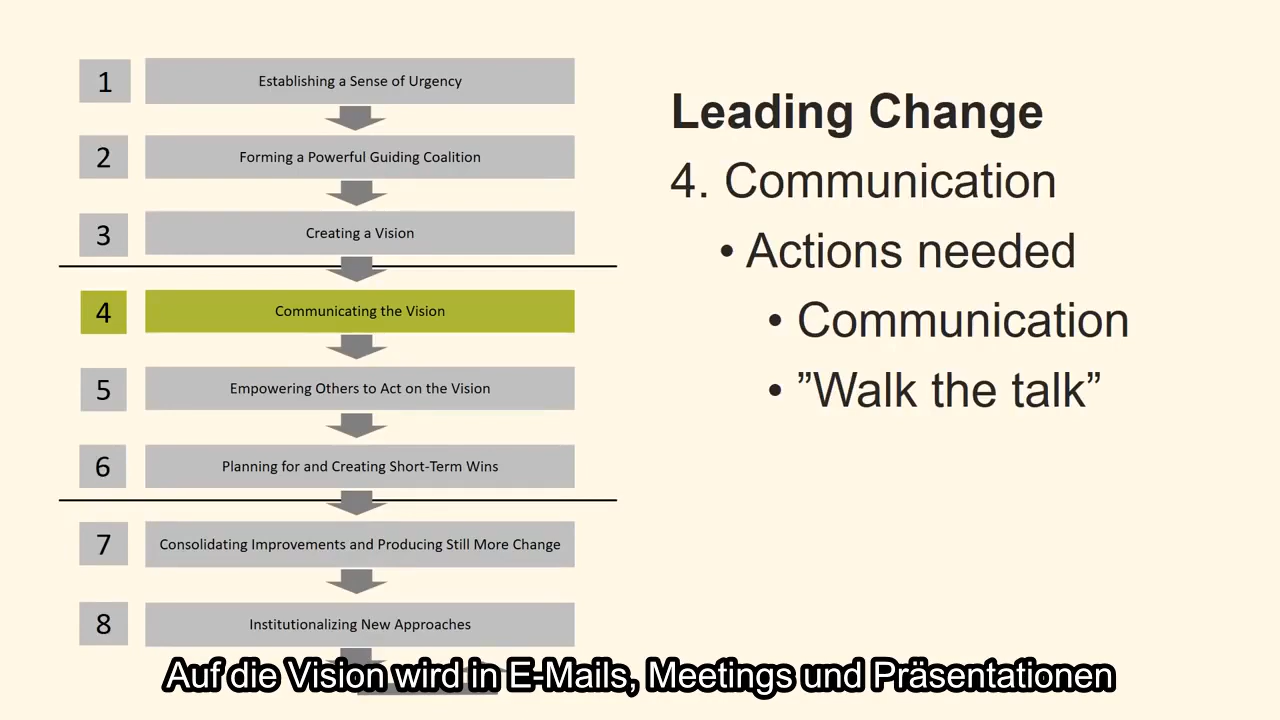 1
Establishing a Sense of Urgency
2
Forming a Powerful Guiding Coalition
3
Creating a Vision
4
Communicating the Vision
5
Empowering Others to Act on the Vision
6
Planning for and Creating Short-Term Wins
7
Consolidating Improvements and Producing Still More Change
8
Institutionalizing New Approaches
Leading Change
4. Communication
• Actions needed
• Communication
• ”Walk the talk”
Auf die Vision wird in E-Mails, Meetings und Präsentationen